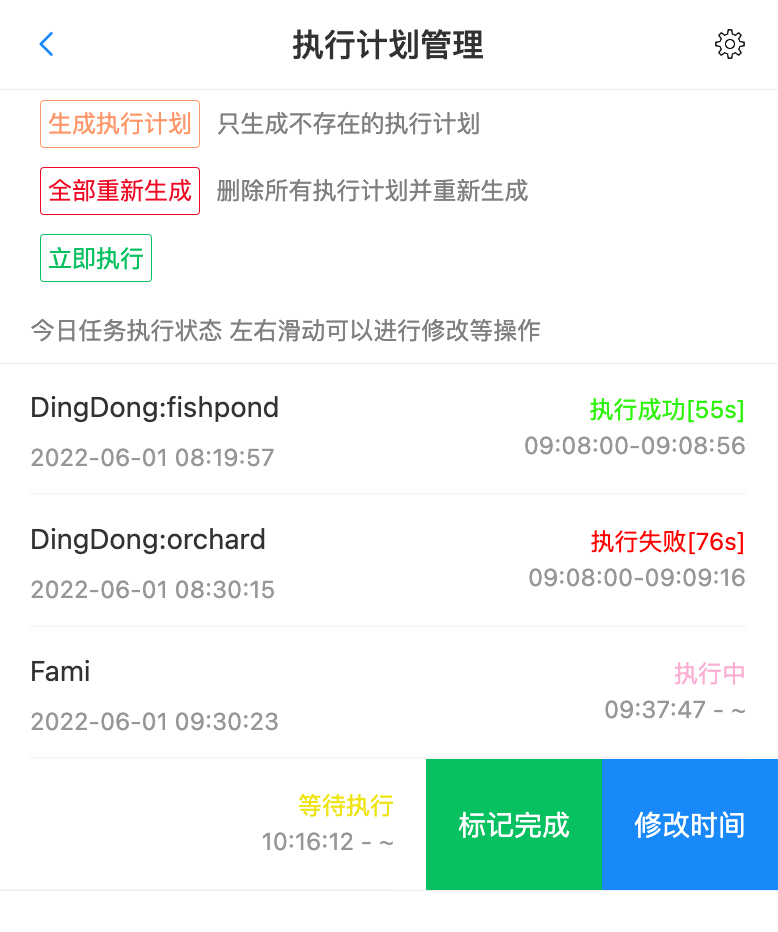 执行计划管理
生成执行计划 只生成不存在的执行计划
全部重新生成 删除所有执行计划并重新生成
立即执行
今日任务执行状态 左右滑动可以进行修改等操作
DingDong:fishpond 执行成功[55s]
2022-06-01 08:19:57 09:08:00-09:08:56
DingDong:orchard 执行失败[76s]
2022-06-01 08:30:15 09:08:00-09:09:16
Fami 执行中
2022-06-01 09:30:23 09:37:47 - ~
等待执行 标记完成 修改时间
10:16:12 - ~